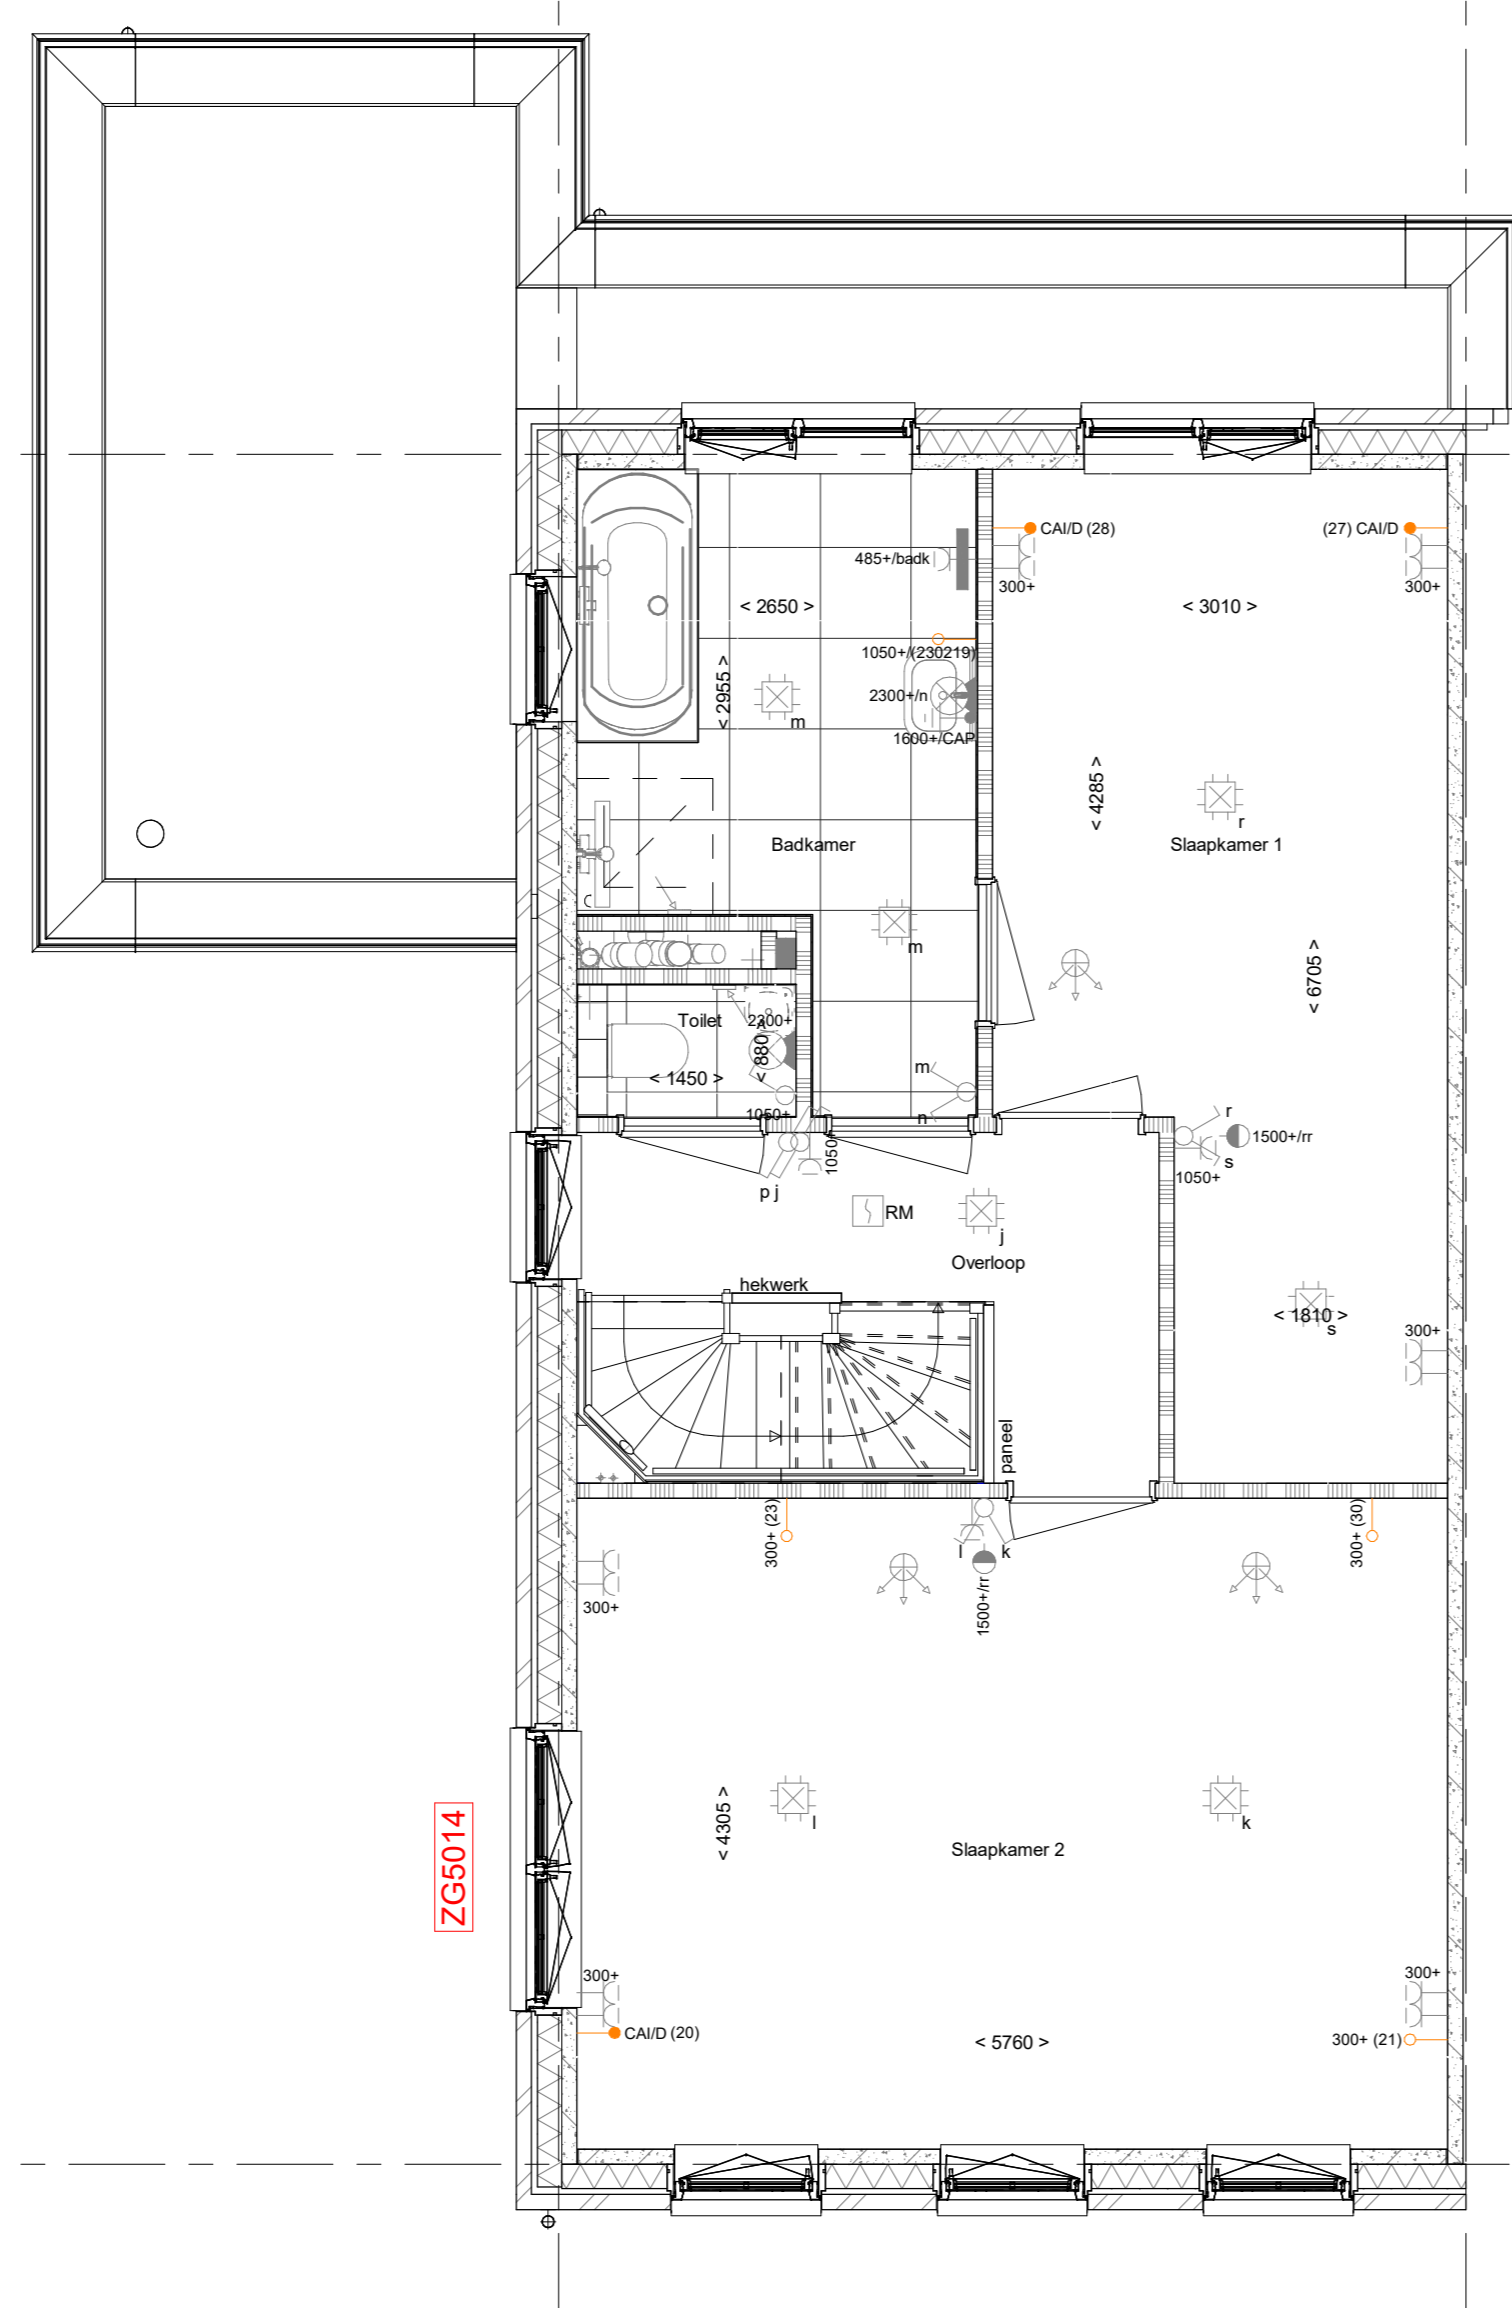 CAI/D (28)
(27) CAI/D
485+/badk
300+
300+
< 2650 >
< 3010 >
1050+/(230219)
< 2955 >
2300+/n
m
1600+/CAP
< 4285 >
r
Badkamer
Slaapkamer 1
m
< 6705 >
Toilet
2300+
< 880 >
< 1450 >
m
1050+
n
r
1500+/rr
1050+
s
1050+
p j
RM
j
Overloop
hekwerk
< 1810 >
s
300+
paneel
300+ (23)
l
k
300+ (30)
1500+/rr
300+
< 4305 >
l
k
Slaapkamer 2
ZG5014
300+
300+
CAI/D (20)
300+ (21)
< 5760 >